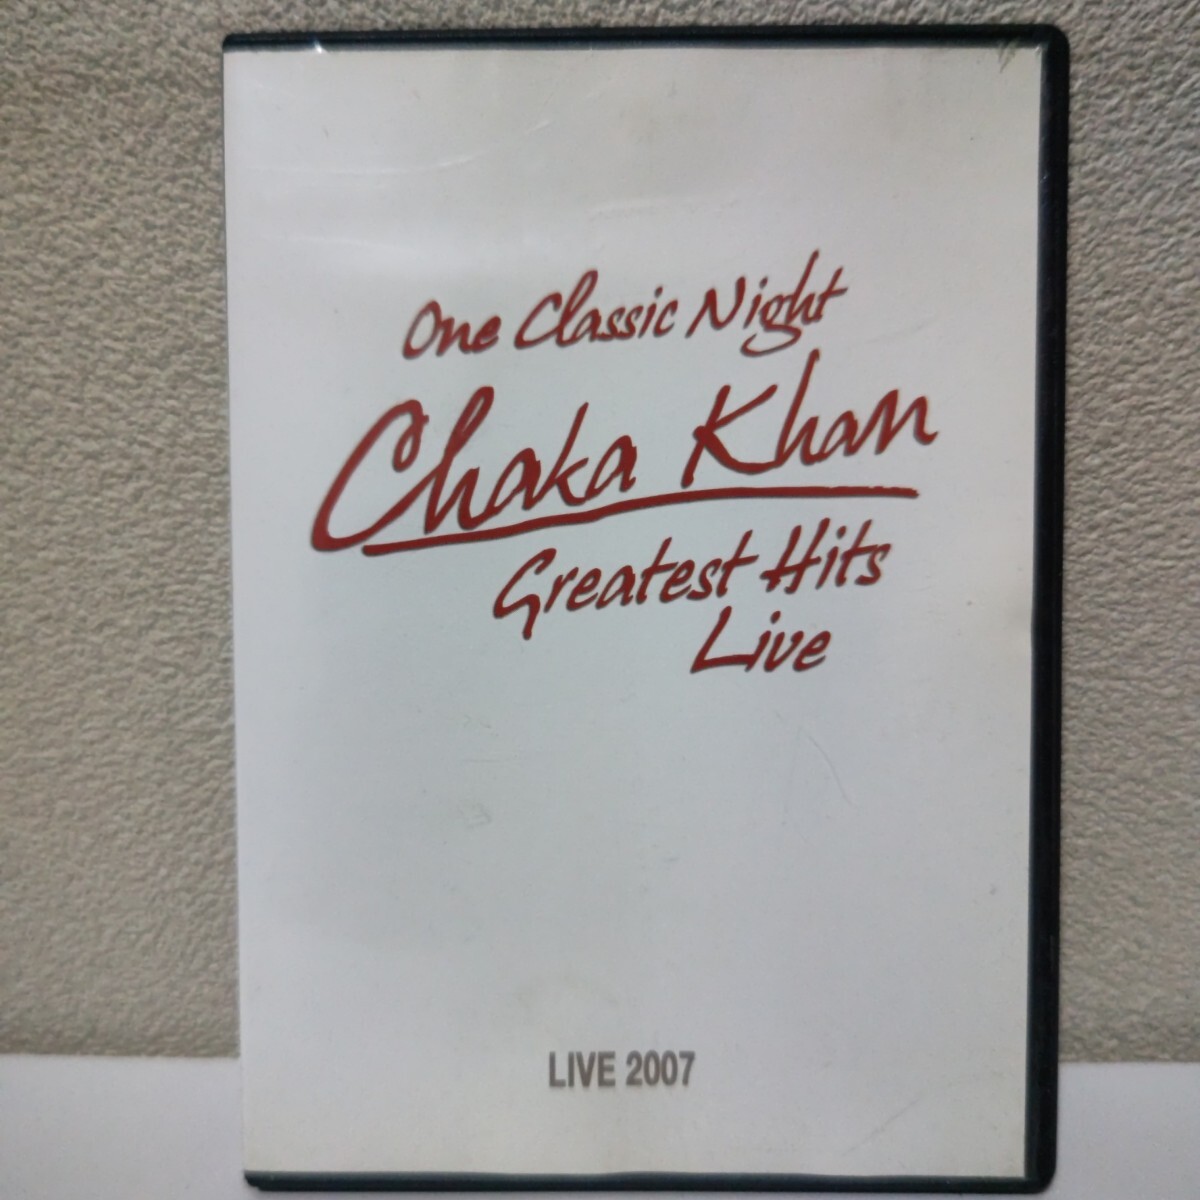 One Classic Night
Chaka Khan
Greatest Hits
Live
LIVE 2007